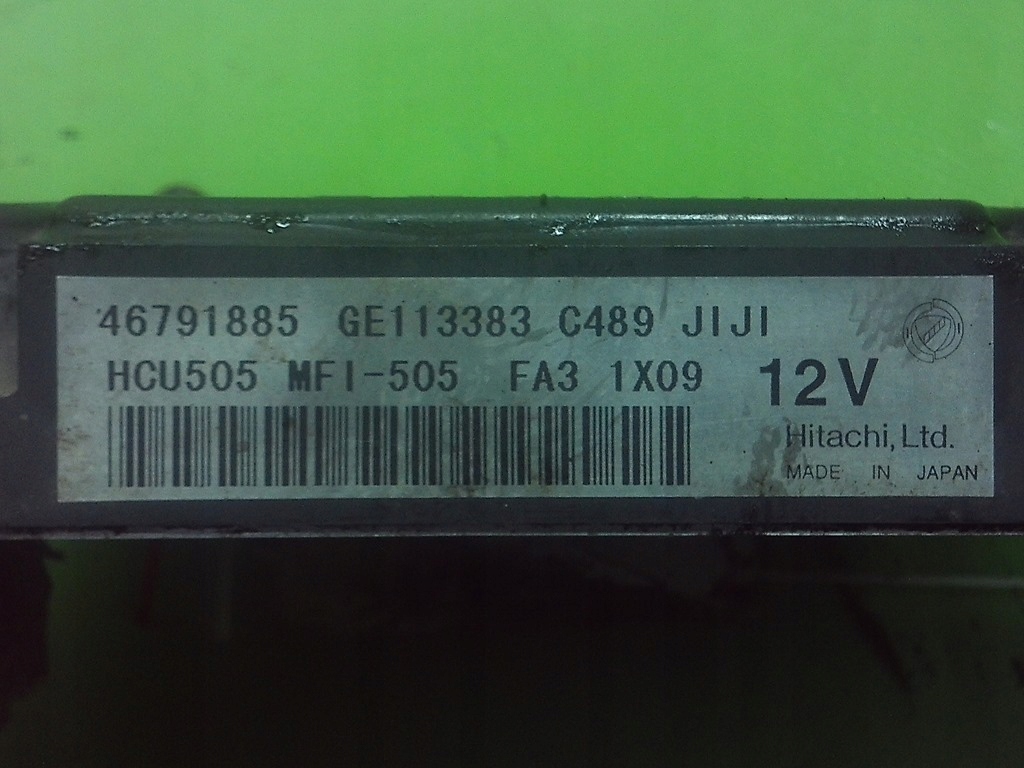 46791885 GE113383 C489 JIJI
HCU505 MFI-505 FA3 1X09
12V
Hitachi, Ltd.
MADE IN JAPAN